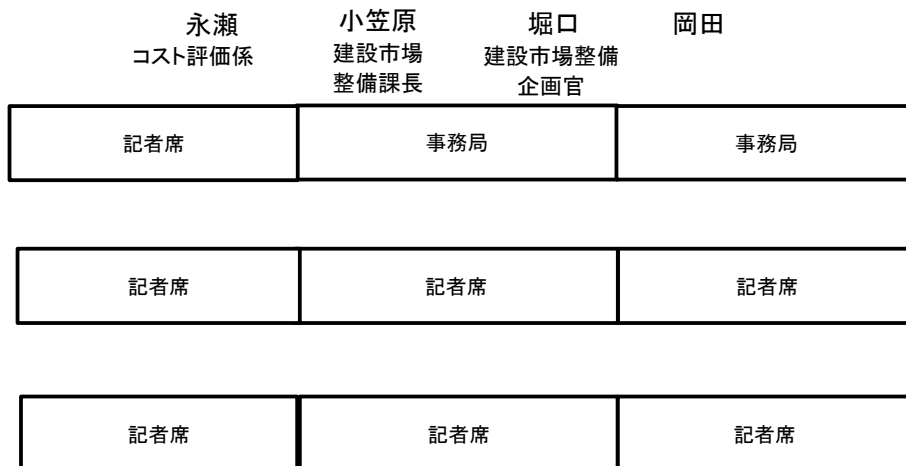 永瀬 小笠原 堀口 岡田
コスト評価係 建設市場 建設市場整備
整備課長 企画官
記者席 事務局 事務局
記者席 記者席 記者席
記者席 記者席 記者席